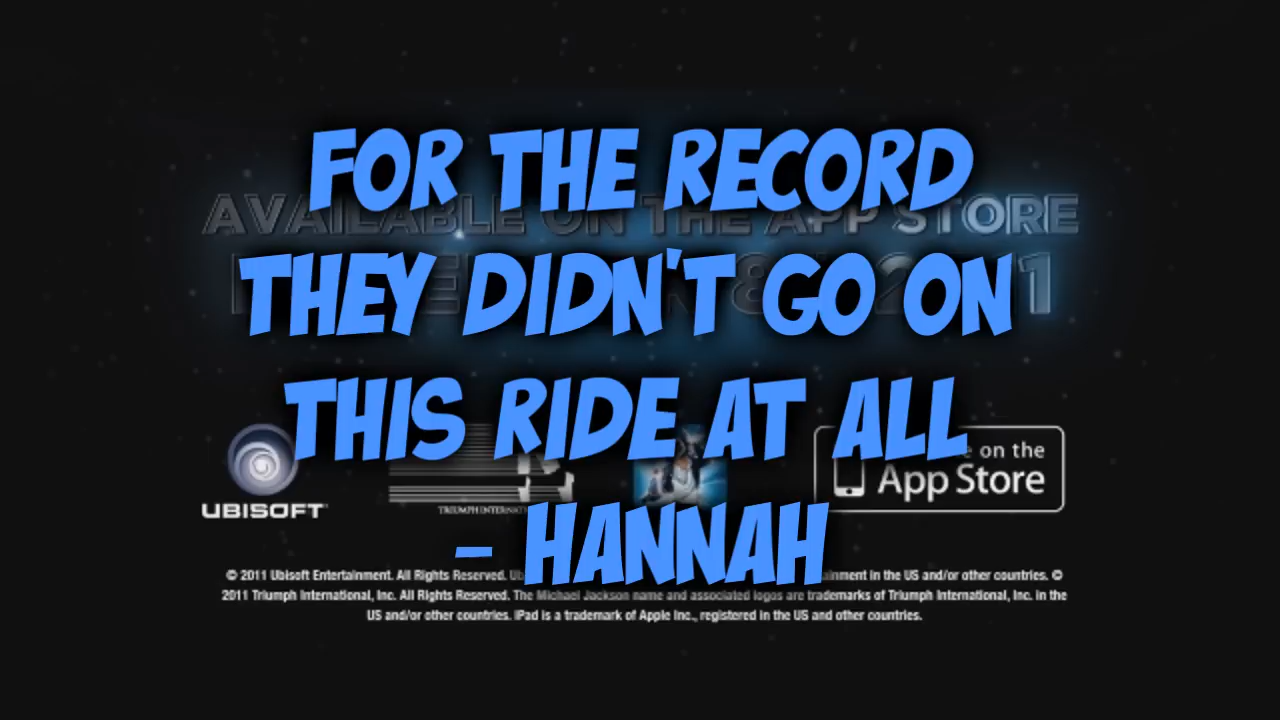 FOR THE RECORD
AVAILABLE ON THE APP STORE
THEY DIDN'T GO ON
THIS RIDE AT ALL
on the
App Store
UBISOFT
- HANNAH
© 2011 Ubisoft Entertainment. All Rights Reserved. in the US and/or other countries. ©
2011 Triumph International, Inc. All Rights Reserved. The Michael Jackson name and associated logos are trademarks of Triumph International, Inc. in the
US and/or other countries. iPad is a trademark of Apple Inc., registered in the US and other countries.